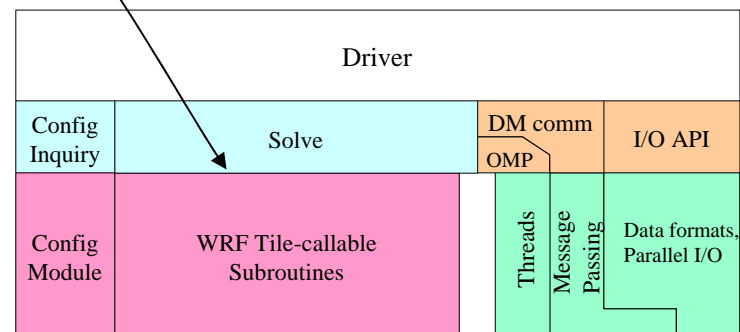 Driver
Config
Inquiry
Solve
DM comm
OMP
I/O API
Config
Module
WRF Tile-callable
Subroutines
Threads
Message
Passing
Data formats,
Parallel I/O